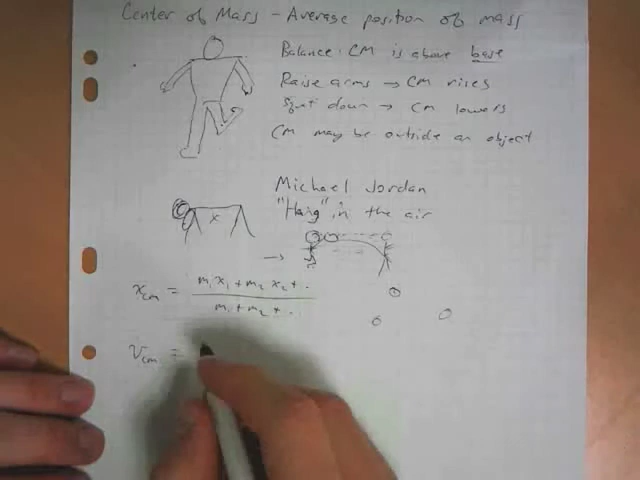 Center of Mass - Average position of mass
Balance: CM is above base
Raise arms → CM rises
Squt down → CM lowers
CM may be outside an object
x
Michael Jordan
"Hang" in the air
→
x_cm = (m₁x₁ + m₂x₂ + ..) / (m₁ + m₂ + ..)
v_cm =